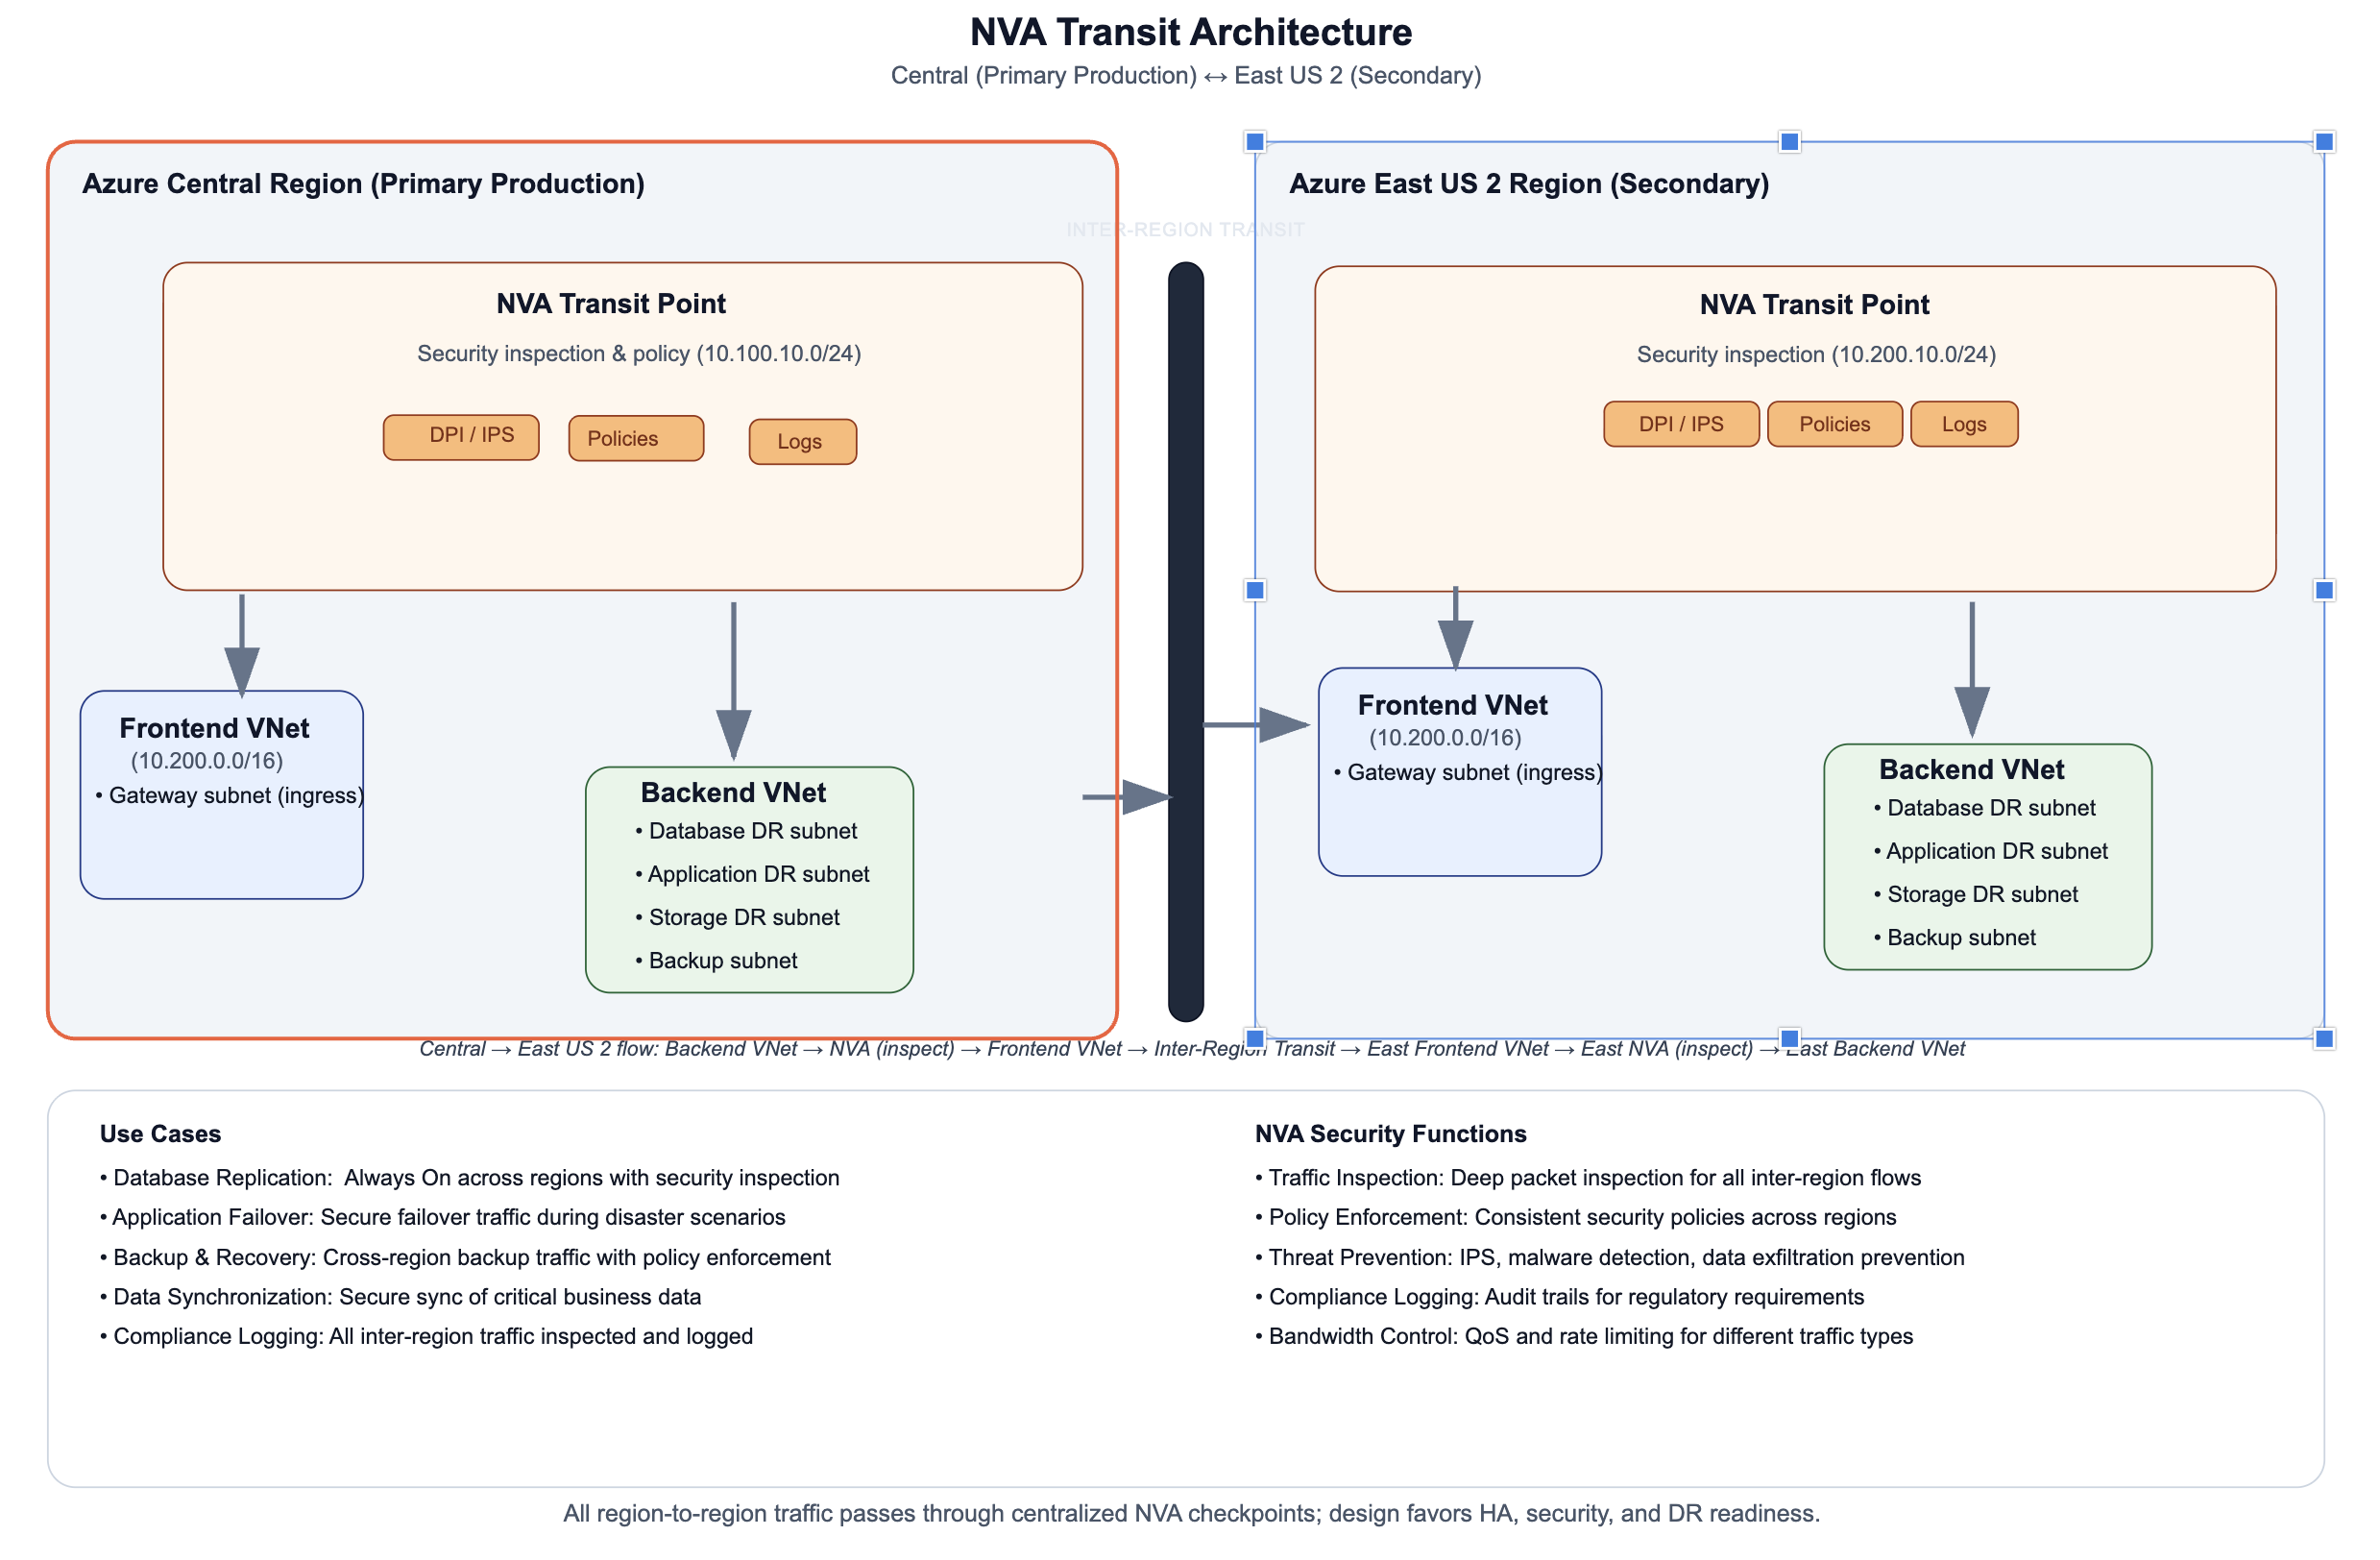 NVA Transit Architecture
Central (Primary Production) ↔ East US 2 (Secondary)
Azure Central Region (Primary Production)
NVA Transit Point
Security inspection & policy (10.100.10.0/24)
DPI / IPS
Policies
Logs
Frontend VNet
(10.200.0.0/16)
• Gateway subnet (ingress)
Backend VNet
• Database DR subnet
• Application DR subnet
• Storage DR subnet
• Backup subnet
INTER-REGION TRANSIT
Azure East US 2 Region (Secondary)
NVA Transit Point
Security inspection (10.200.10.0/24)
DPI / IPS
Policies
Logs
Frontend VNet
(10.200.0.0/16)
• Gateway subnet (ingress)
Backend VNet
• Database DR subnet
• Application DR subnet
• Storage DR subnet
• Backup subnet
Central → East US 2 flow: Backend VNet → NVA (inspect) → Frontend VNet → Inter-Region Transit → East Frontend VNet → East NVA (inspect) → East Backend VNet
Use Cases
• Database Replication:  Always On across regions with security inspection
• Application Failover: Secure failover traffic during disaster scenarios
• Backup & Recovery: Cross-region backup traffic with policy enforcement
• Data Synchronization: Secure sync of critical business data
• Compliance Logging: All inter-region traffic inspected and logged
NVA Security Functions
• Traffic Inspection: Deep packet inspection for all inter-region flows
• Policy Enforcement: Consistent security policies across regions
• Threat Prevention: IPS, malware detection, data exfiltration prevention
• Compliance Logging: Audit trails for regulatory requirements
• Bandwidth Control: QoS and rate limiting for different traffic types
All region-to-region traffic passes through centralized NVA checkpoints; design favors HA, security, and DR readiness.